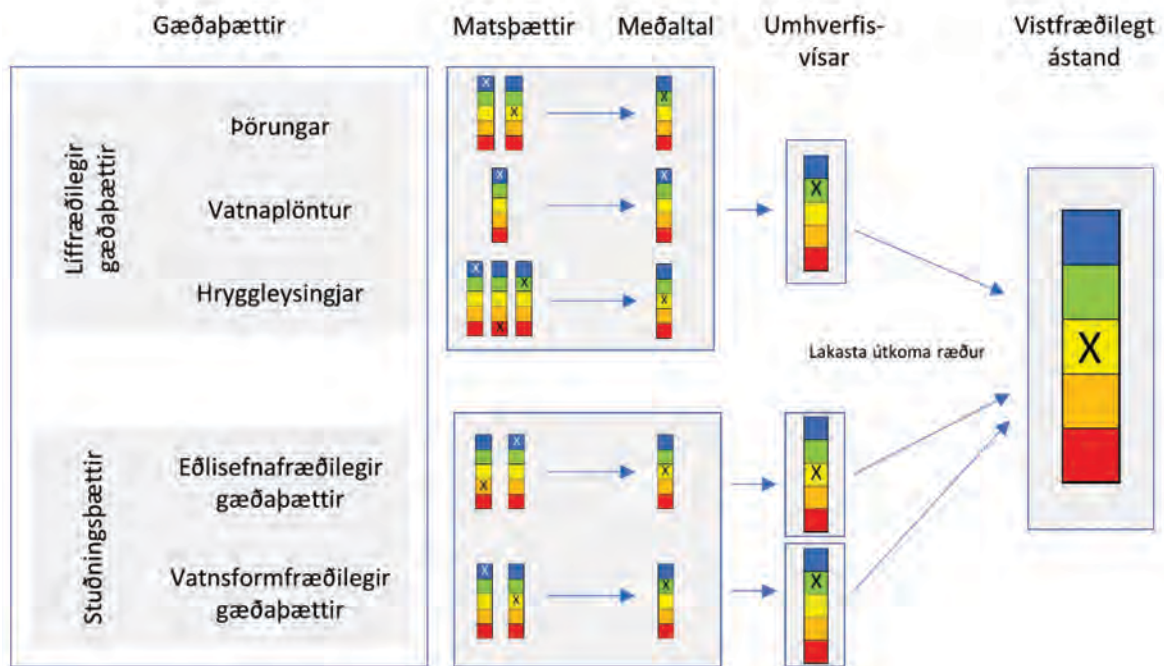 Gæðaþættir
Matsþættir
Meðaltal
Umhverfis-
vísar
Vistfræðilegt
ástand
Líffræðilegir
gæðaþættir
Þörungar
X
X
X
Vatnaplöntur
X
X
X
Hryggleysingjar
X
X
X
X
X
Lakasta útkoma ræður
Stuðningsþættir
Eðlisefnafræðilegir
gæðaþættir
X
X
X
X
Vatnsformfræðilegir
gæðaþættir
X
X
X
X